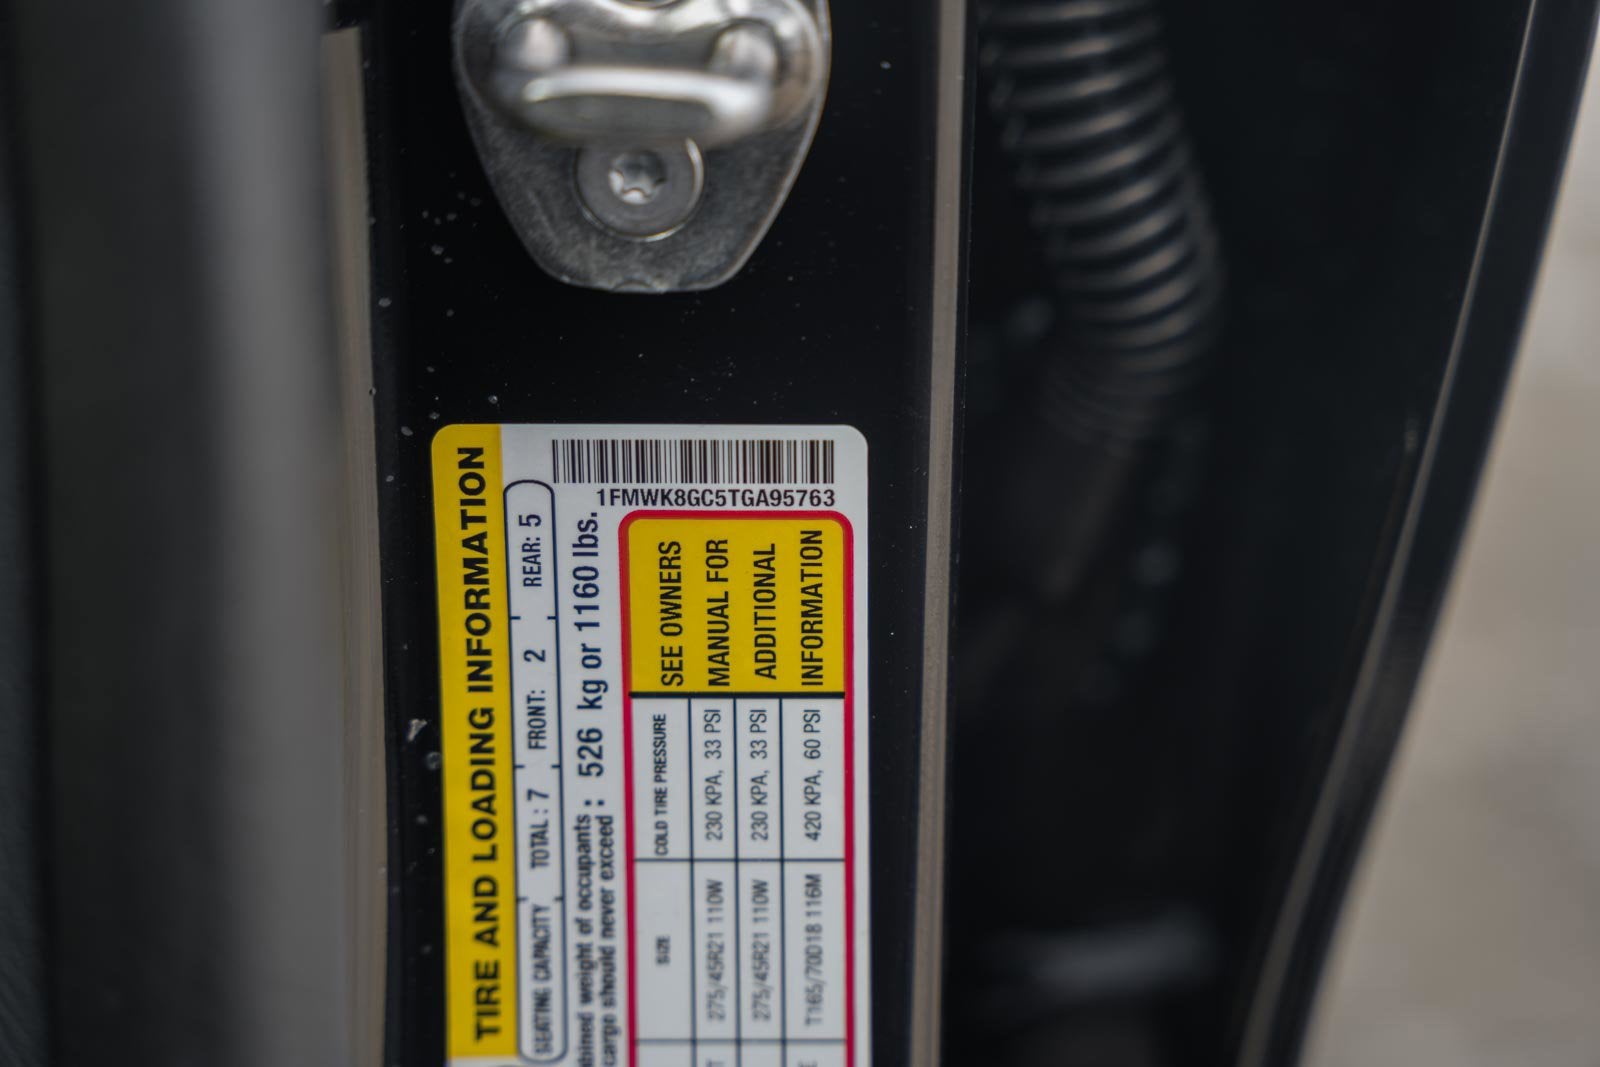 1FMWK8GC5TGA95763
TIRE AND LOADING INFORMATION
SEATING CAPACITY TOTAL: 7 FRONT: 2 REAR: 5
weight of occupants : 526 kg or 1160 lbs.
cargo should never exceed
SIZE COLD TIRE PRESSURE SEE OWNERS
275/45R21 110W 230 KPA, 33 PSI MANUAL FOR
275/45R21 110W 230 KPA, 33 PSI ADDITIONAL
T165/70D18 116M 420 KPA, 60 PSI INFORMATION